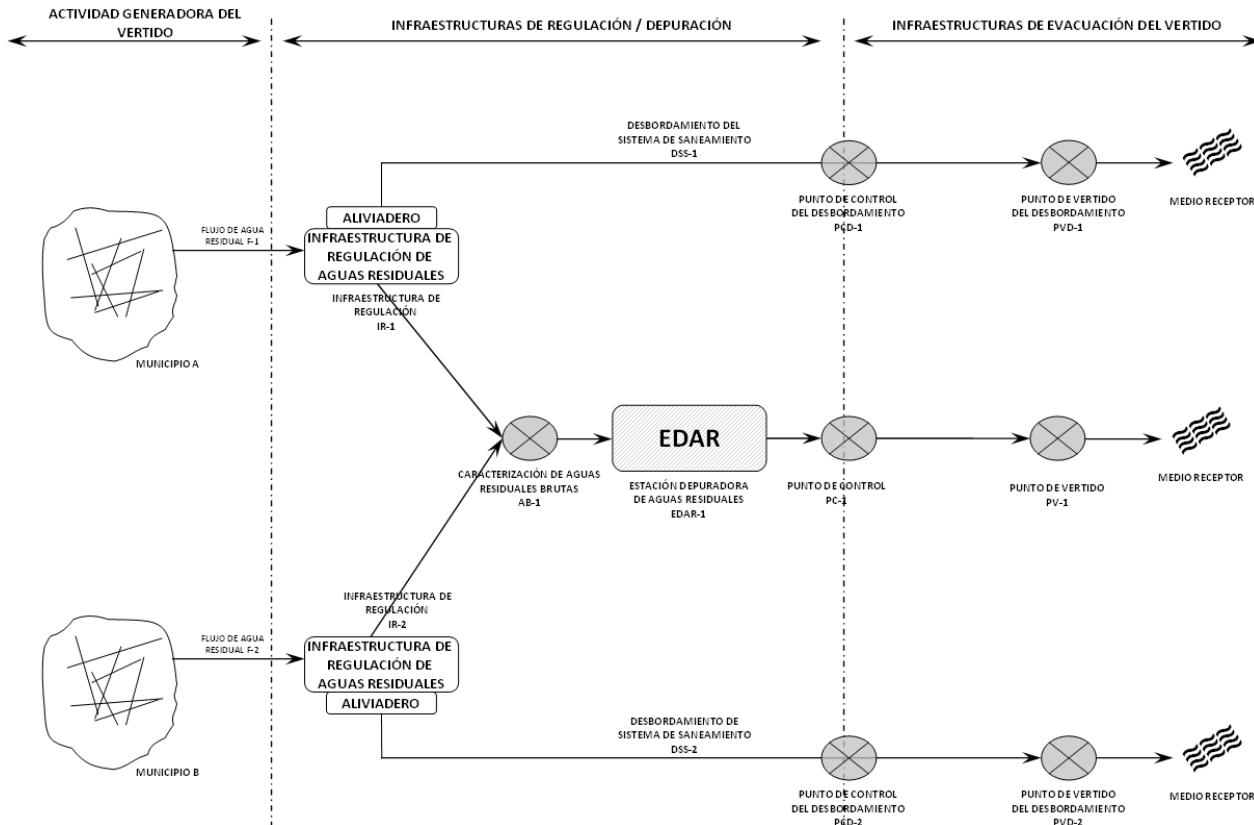 ACTIVIDAD GENERADORA DEL
VERTIDO
INFRAESTRUCTURAS DE REGULACIÓN / DEPURACIÓN
INFRAESTRUCTURAS DE EVACUACIÓN DEL VERTIDO
DESBORDAMIENTO DEL
SISTEMA DE SANEAMIENTO
DSS-1
FLUJO DE AGUA
RESIDUAL F-1
ALIVIADERO
INFRAESTRUCTURA DE
REGULACIÓN DE
AGUAS RESIDUALES
PUNTO DE CONTROL
DEL DESBORDAMIENTO
PCD-1
PUNTO DE VERTIDO
DEL DESBORDAMIENTO
PVD-1
MEDIO RECEPTOR
INFRAESTRUCTURA DE
REGULACIÓN
IR-1
MUNICIPIO A
CARACTERIZACIÓN DE AGUAS
RESIDUALES BRUTAS
AB-1
EDAR
ESTACIÓN DEPURADORA
DE AGUAS RESIDUALES
EDAR-1
PUNTO DE CONTROL
PC-1
PUNTO DE VERTIDO
PV-1
MEDIO RECEPTOR
INFRAESTRUCTURA DE
REGULACIÓN
IR-2
FLUJO DE AGUA
RESIDUAL F-2
INFRAESTRUCTURA DE
REGULACIÓN DE
AGUAS RESIDUALES
ALIVIADERO
MUNICIPIO B
DESBORDAMIENTO DE
SISTEMA DE SANEAMIENTO
DSS-2
PUNTO DE CONTROL
DEL DESBORDAMIENTO
PCD-2
PUNTO DE VERTIDO
DEL DESBORDAMIENTO
PVD-2
MEDIO RECEPTOR